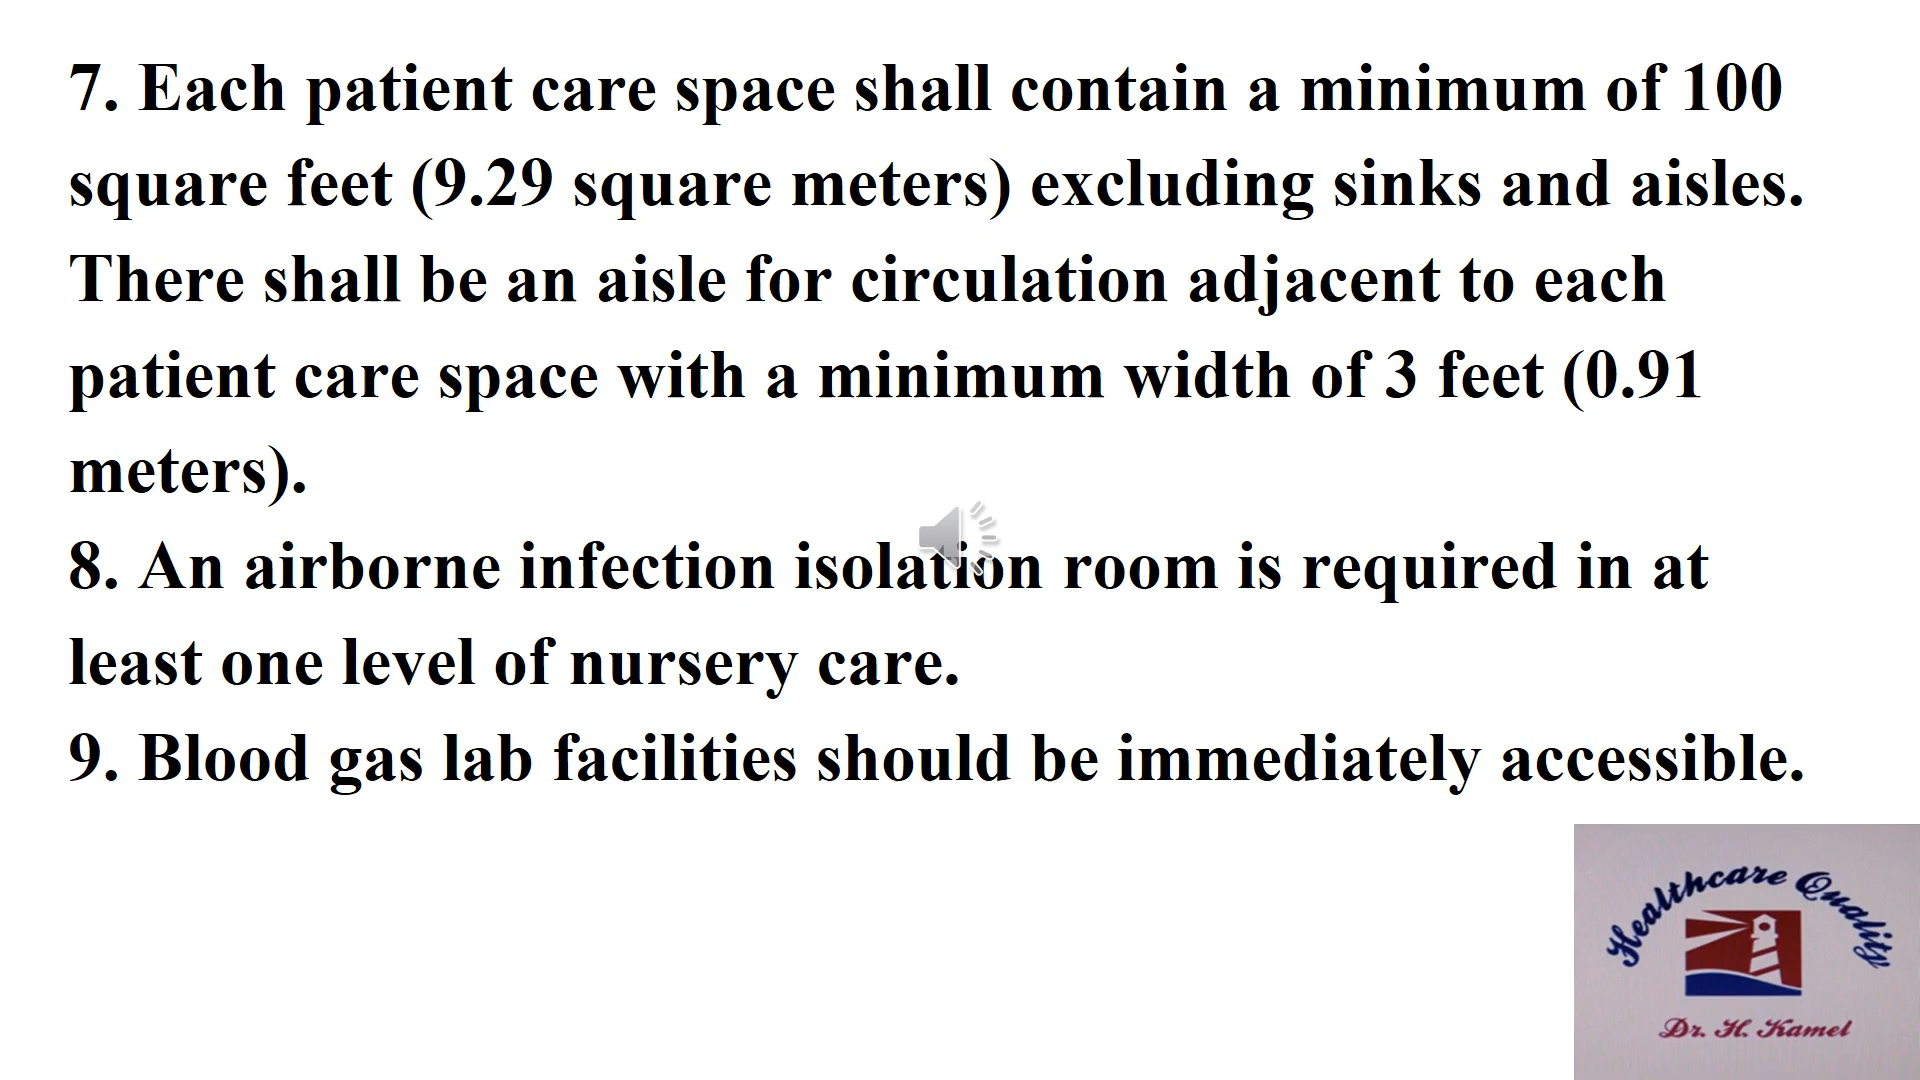 7. Each patient care space shall contain a minimum of 100
square feet (9.29 square meters) excluding sinks and aisles.
There shall be an aisle for circulation adjacent to each
patient care space with a minimum width of 3 feet (0.91
meters).
8. An airborne infection isolation room is required in at
least one level of nursery care.
9. Blood gas lab facilities should be immediately accessible.
Healthcare Quality
Dr. H. Kamel